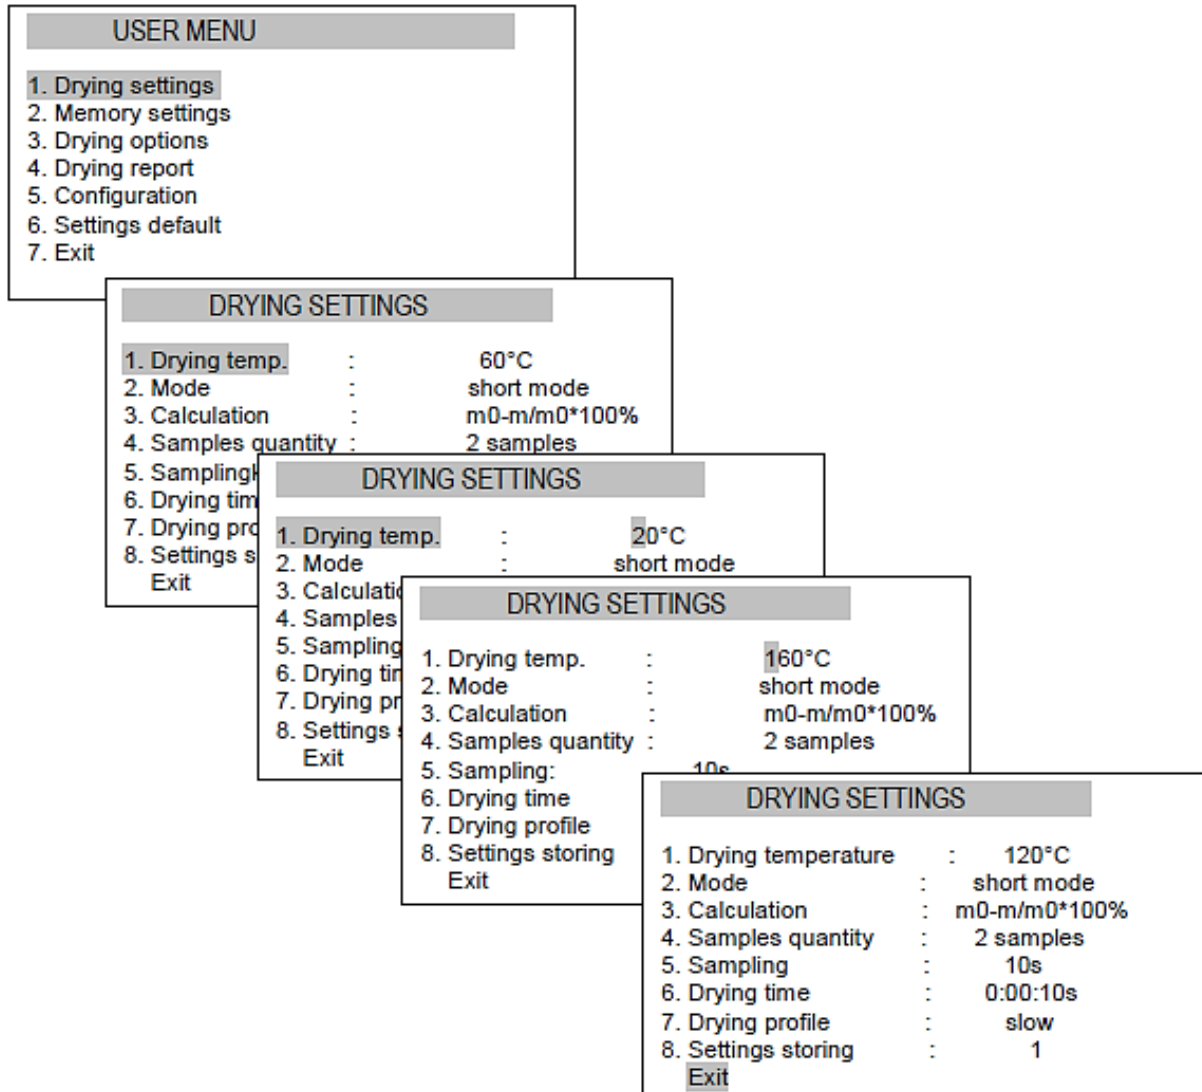 USER MENU
1. Drying settings
2. Memory settings
3. Drying options
4. Drying report
5. Configuration
6. Settings default
7. Exit
DRYING SETTINGS
1. Drying temp. : 60°C
2. Mode : short mode
3. Calculation : m0-m/m0*100%
4. Samples quantity : 2 samples
5. Sampling
6. Drying tim
7. Drying pro
8. Settings s
Exit
DRYING SETTINGS
1. Drying temp. : 20°C
2. Mode : short mode
3. Calculatio
4. Samples
5. Sampling
6. Drying tin
7. Drying pr
8. Settings
Exit
DRYING SETTINGS
1. Drying temp. : 160°C
2. Mode : short mode
3. Calculation : m0-m/m0*100%
4. Samples quantity : 2 samples
5. Sampling: 10s
6. Drying time
7. Drying profile
8. Settings storing
Exit
DRYING SETTINGS
1. Drying temperature : 120°C
2. Mode : short mode
3. Calculation : m0-m/m0*100%
4. Samples quantity : 2 samples
5. Sampling : 10s
6. Drying time : 0:00:10s
7. Drying profile : slow
8. Settings storing : 1
Exit